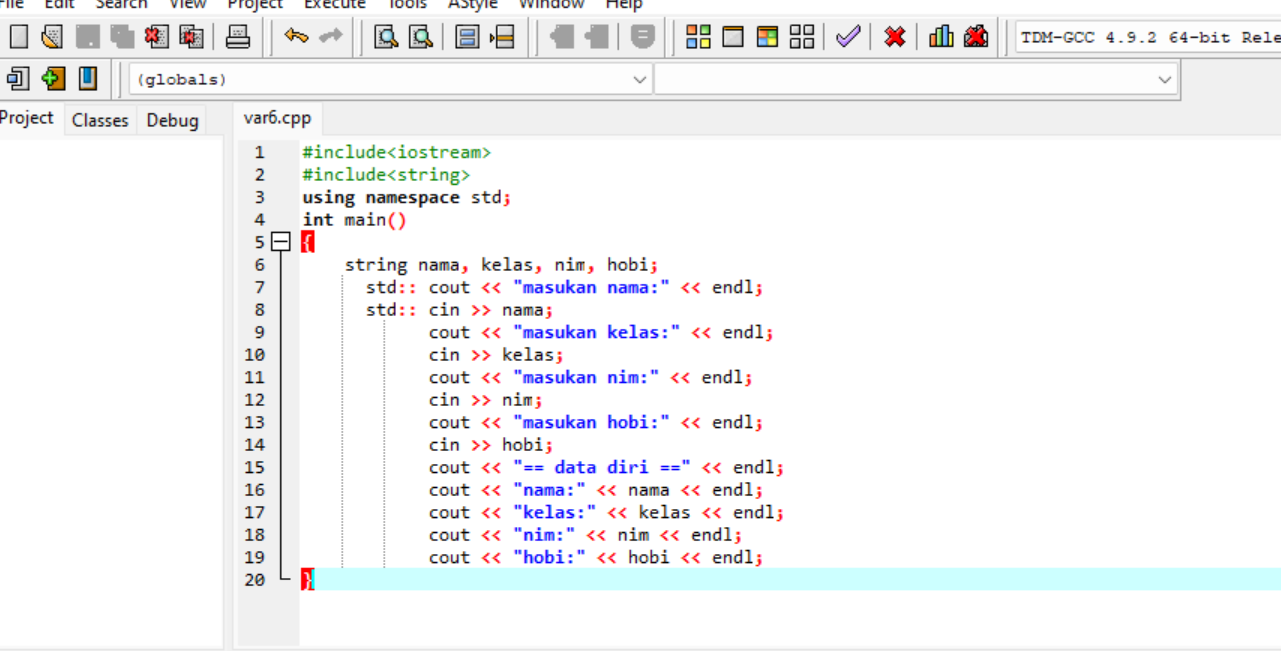 File Edit Search View Project Execute Tools AStyle Window Help
TDM-GCC 4.9.2 64-bit Rele
(globals)
Project Classes Debug
var6.cpp
1 #include<iostream>
2 #include<string>
3 using namespace std;
4 int main()
5 {
6 string nama, kelas, nim, hobi;
7 std:: cout << "masukan nama:" << endl;
8 std:: cin >> nama;
9 cout << "masukan kelas:" << endl;
10 cin >> kelas;
11 cout << "masukan nim:" << endl;
12 cin >> nim;
13 cout << "masukan hobi:" << endl;
14 cin >> hobi;
15 cout << "== data diri ==" << endl;
16 cout << "nama:" << nama << endl;
17 cout << "kelas:" << kelas << endl;
18 cout << "nim:" << nim << endl;
19 cout << "hobi:" << hobi << endl;
20 }